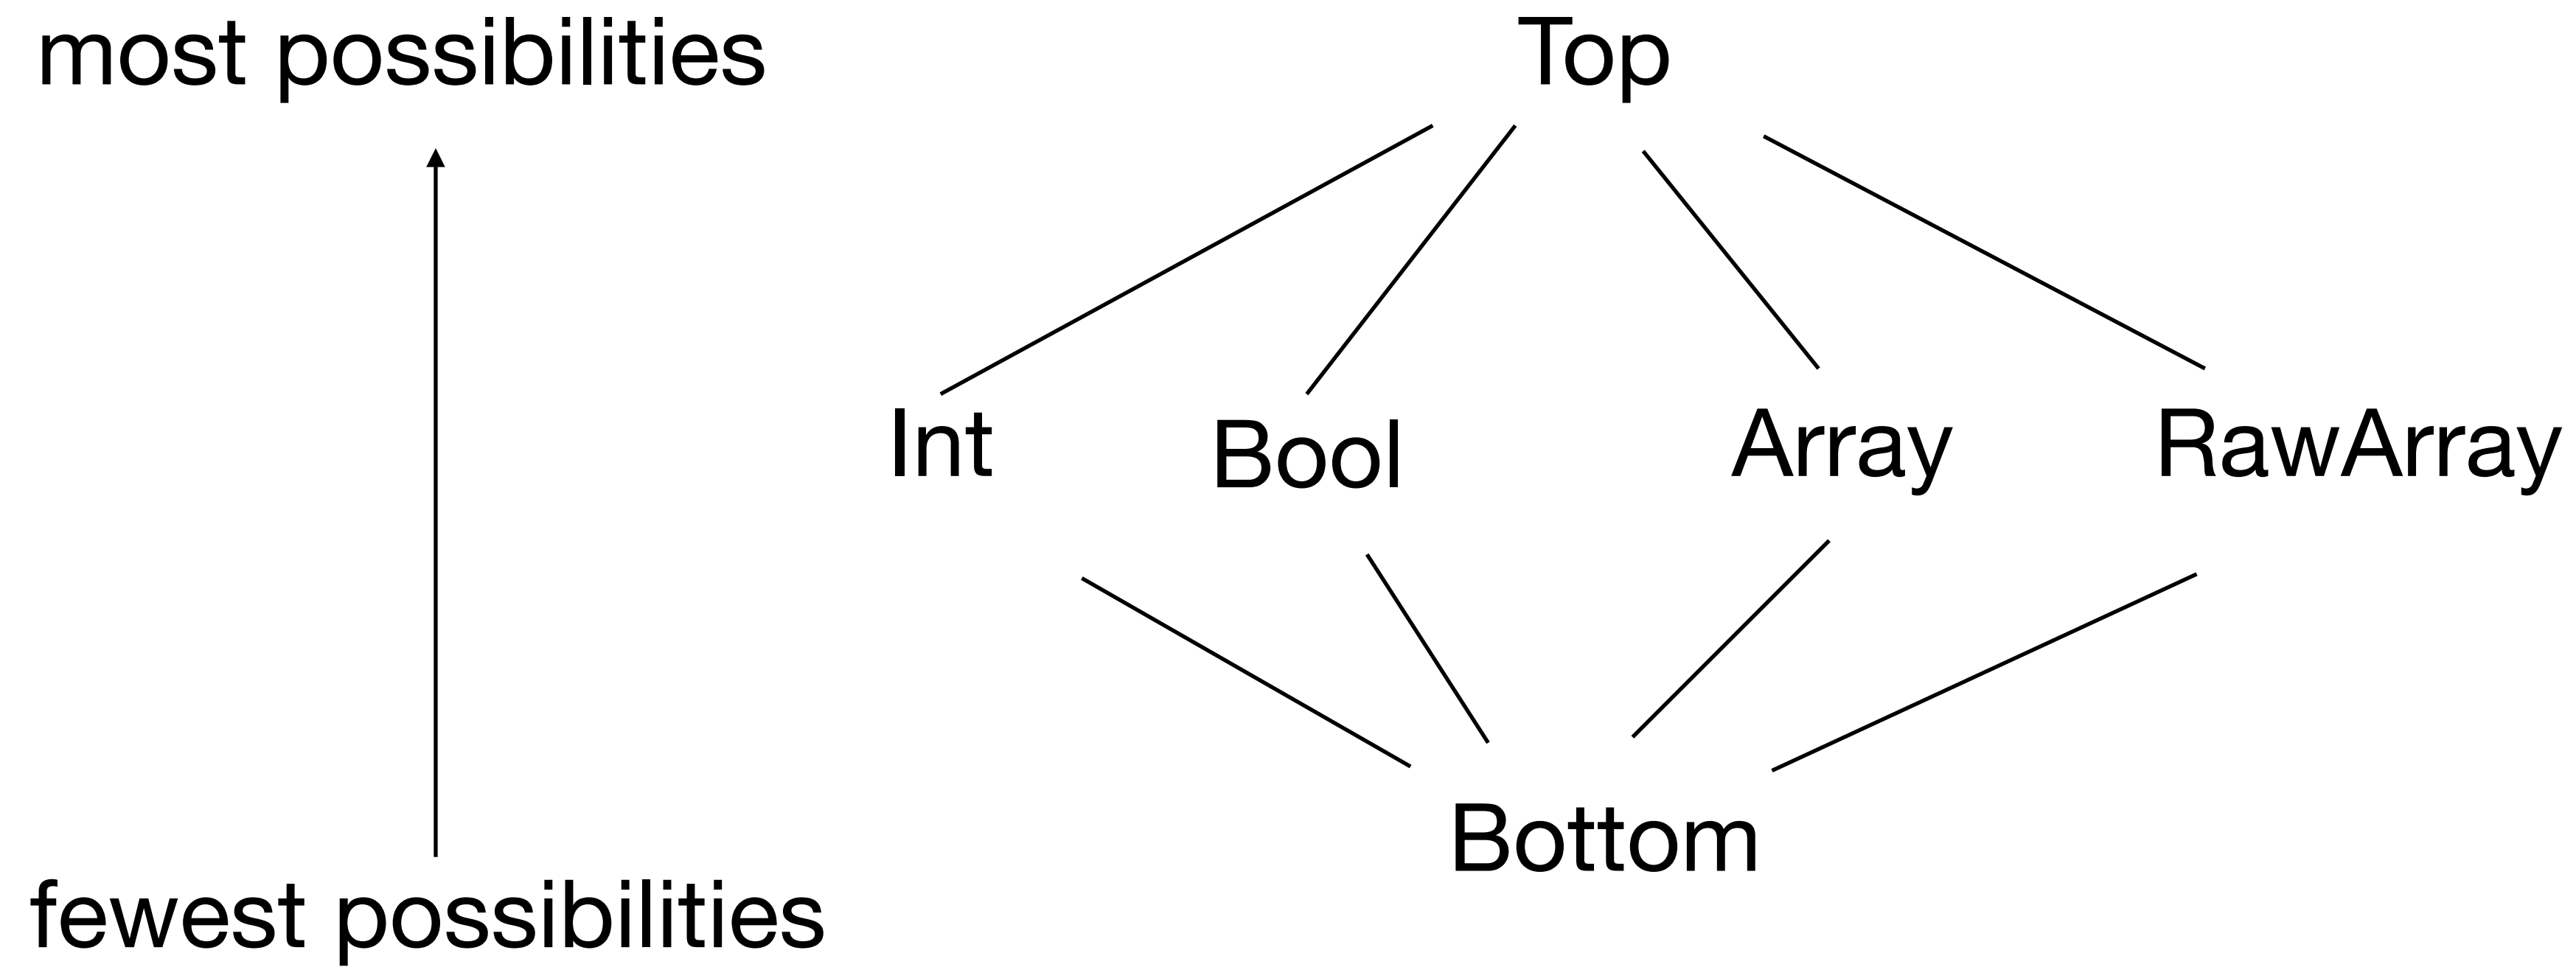 most possibilities
Top
Int
Bool
Array
RawArray
Bottom
fewest possibilities